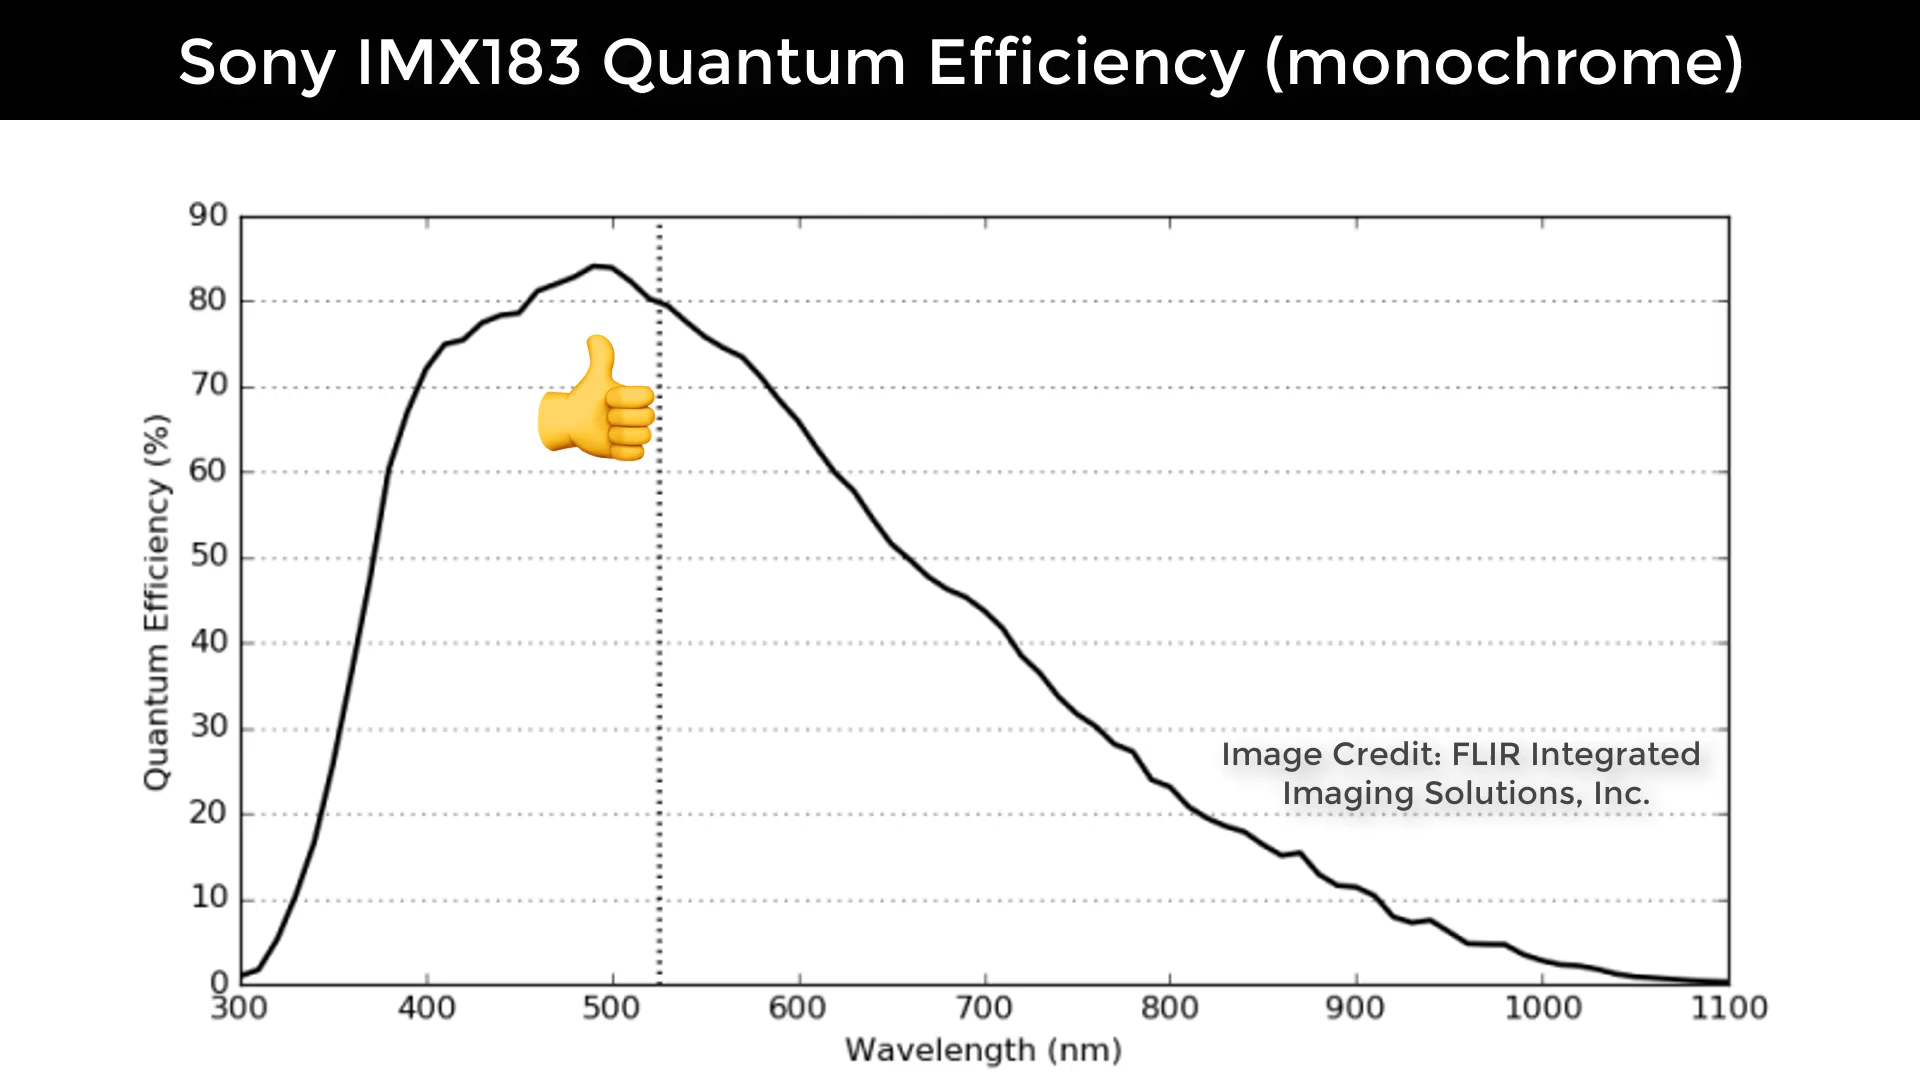 Sony IMX183 Quantum Efficiency (monochrome)
90
80
70
60
50
40
30
20
10
0
Quantum Efficiency (%)
Image Credit: FLIR Integrated
Imaging Solutions, Inc.
300 400 500 600 700 800 900 1000 1100
Wavelength (nm)